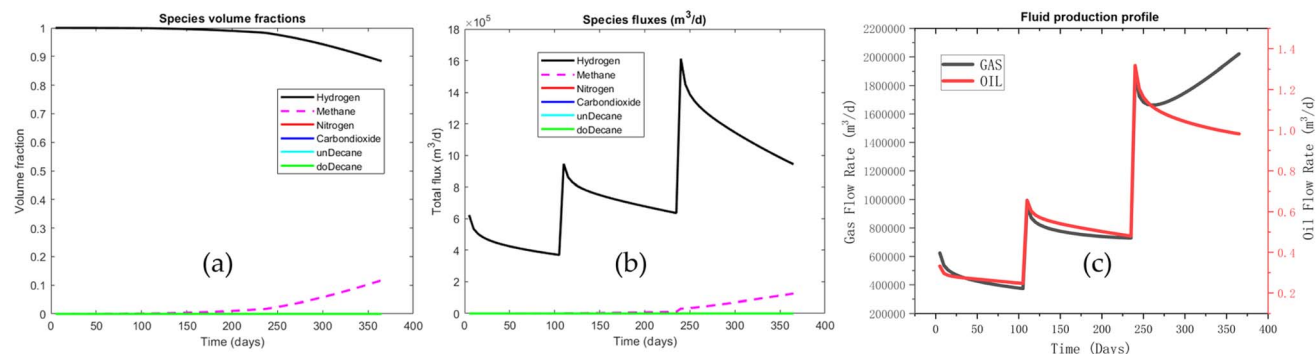 Species volume fractions
1
0.9
0.8
0.7
0.6
0.5
0.4
0.3
0.2
0.1
0
Volume fraction
Hydrogen
Methane
Nitrogen
Carbondioxide
unDecane
doDecane
(a)
0 50 100 150 200 250 300 350 400
Time (days)
Species fluxes (m³/d)
× 10⁵
18
16
14
12
10
8
6
4
2
0
Total flux (m³/d)
Hydrogen
Methane
Nitrogen
Carbondioxide
unDecane
doDecane
(b)
0 50 100 150 200 250 300 350 400
Time (days)
(c)
Fluid production profile
2200000
2000000
1800000
1600000
1400000
1200000
1000000
800000
600000
400000
200000
Gas Flow Rate (m³/d)
GAS
OIL
(c)
1.5
1.4
1.2
1.0
0.8
0.6
0.5
0.4
0.2
Oil Flow Rate (m³/d)
0 50 100 150 200 250 300 350 400
Time (Days)